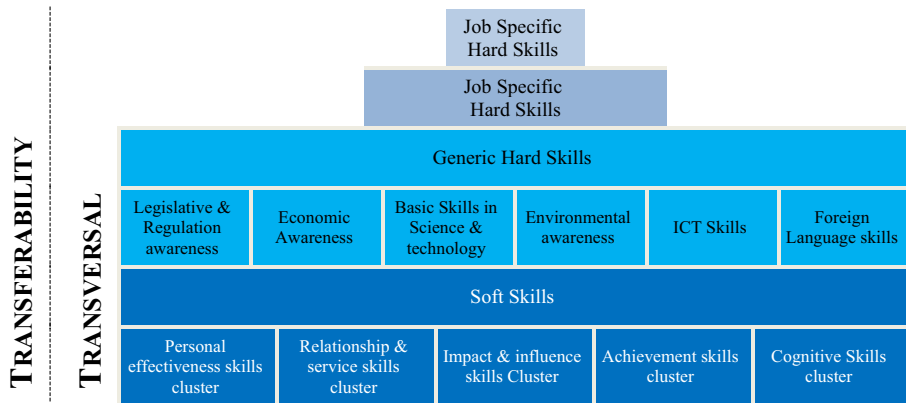 Job Specific
Hard Skills
Job Specific
Hard Skills
Generic Hard Skills
Legislative &
Regulation
awareness
Economic
Awareness
Basic Skills in
Science &
technology
Environmental
awareness
ICT Skills
Foreign
Language skills
Soft Skills
Personal
effectiveness skills
cluster
Relationship &
service skills
cluster
Impact & influence
skills Cluster
Achievement skills
cluster
Cognitive Skills
cluster
TRANSFERABILITY
TRANSVERSAL